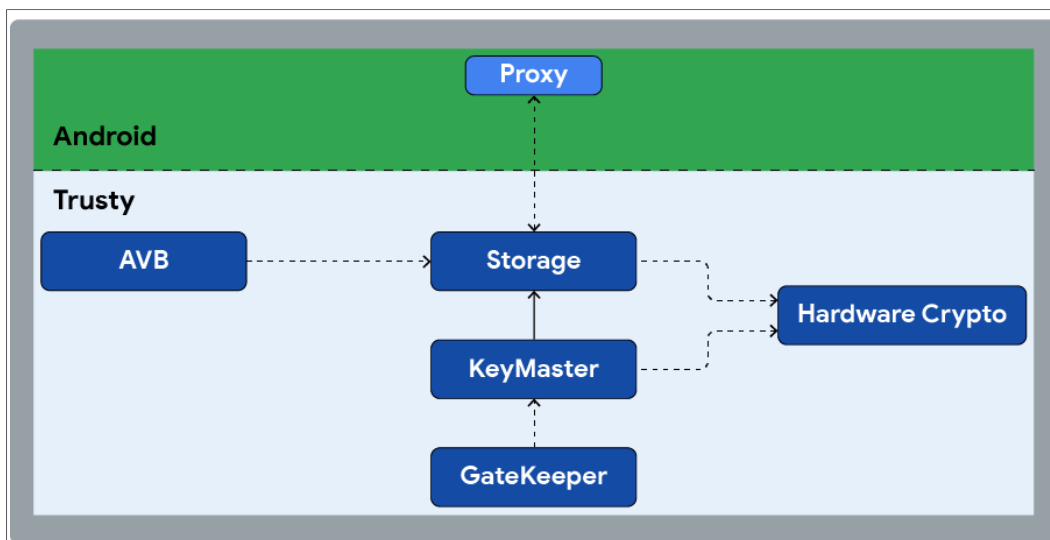 Proxy
Android
Trusty
AVB
Storage
Hardware Crypto
KeyMaster
GateKeeper